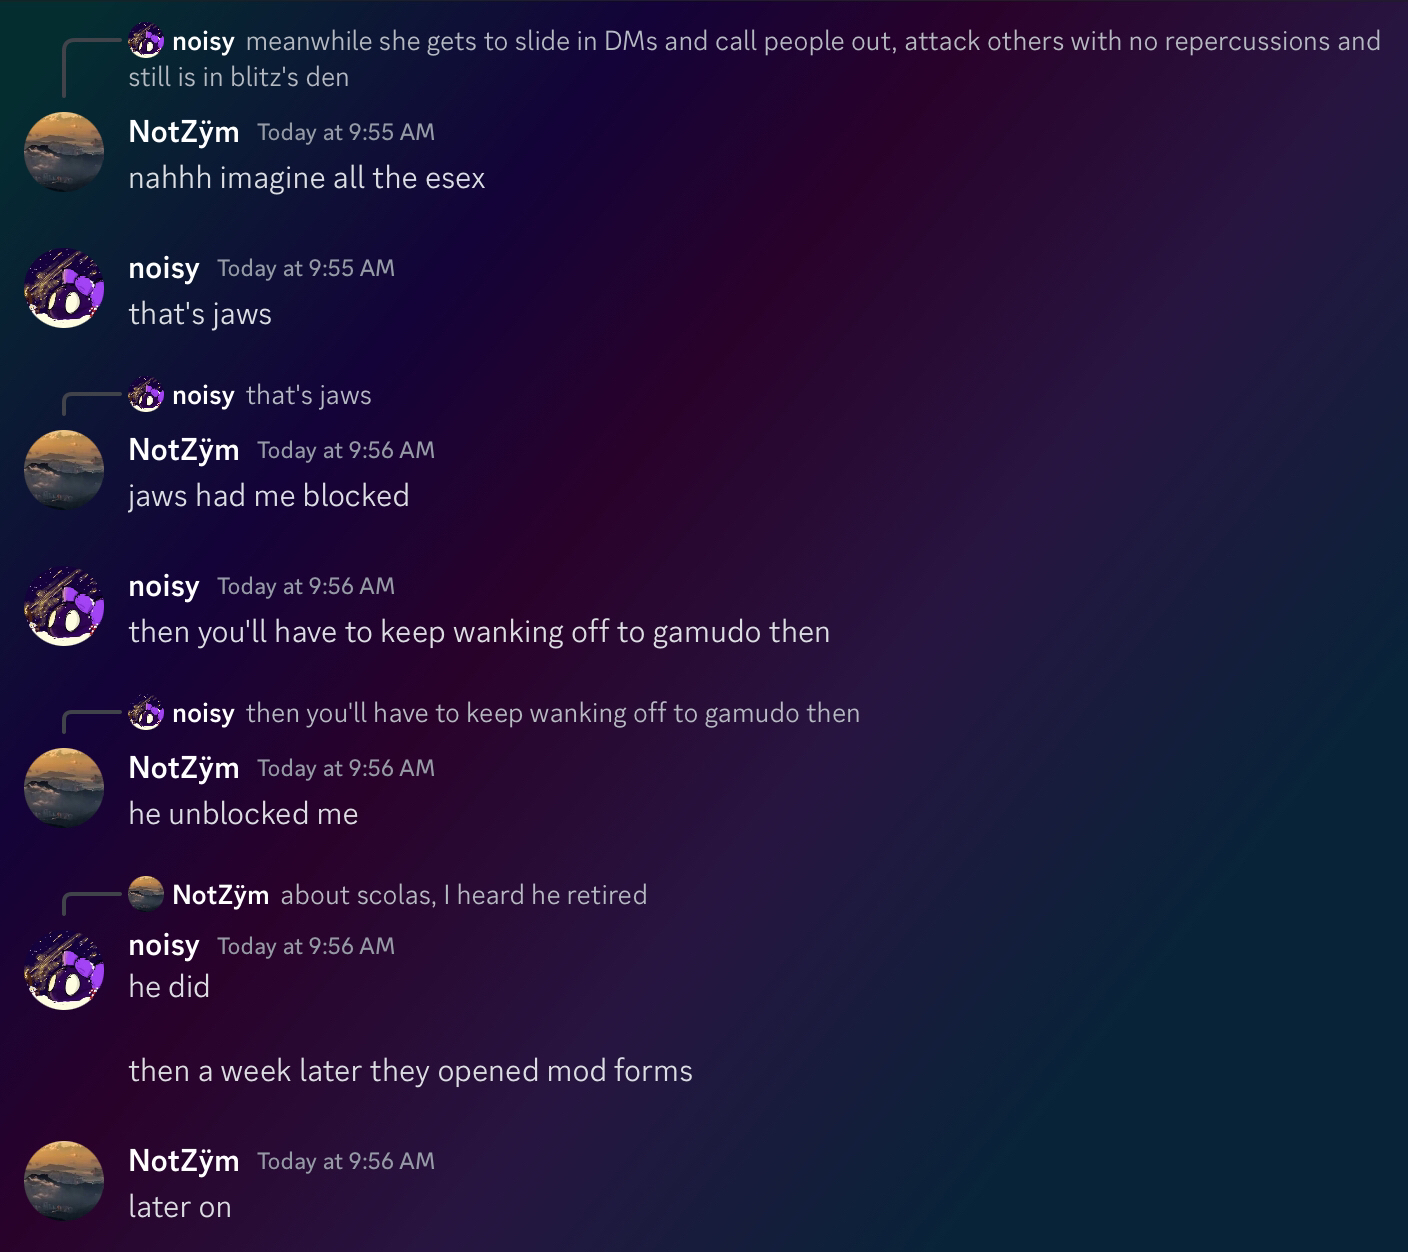 noisy meanwhile she gets to slide in DMs and call people out, attack others with no repercussions and
still is in blitz's den
NotZÿm Today at 9:55 AM
nahhh imagine all the esex
noisy Today at 9:55 AM
that's jaws
noisy that's jaws
NotZÿm Today at 9:56 AM
jaws had me blocked
noisy Today at 9:56 AM
then you'll have to keep wanking off to gamudo then
noisy then you'll have to keep wanking off to gamudo then
NotZÿm Today at 9:56 AM
he unblocked me
NotZÿm about scolas, I heard he retired
noisy Today at 9:56 AM
he did
then a week later they opened mod forms
NotZÿm Today at 9:56 AM
later on